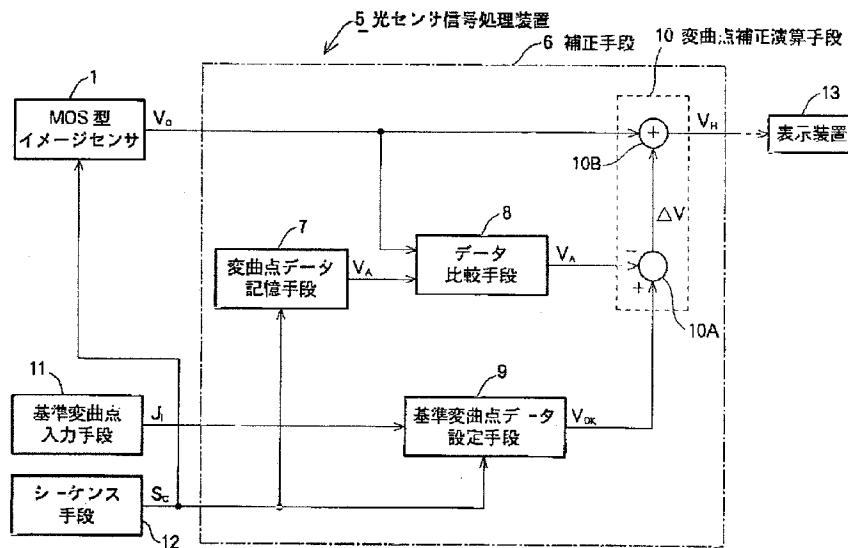 5 光センサ信号処理装置
6 補正手段
10 変曲点補正演算手段
1
MOS 型
イメージセンサ
V₀
10B
V_H
13
表示装置
ΔV
7
変曲点データ
記憶手段
V_A
8
データ
比較手段
V_A
−
+
10A
11
基準変曲点
入力手段
J_I
9
基準変曲点データ
設定手段
V_DK
シーケンス
手段
S_C
12